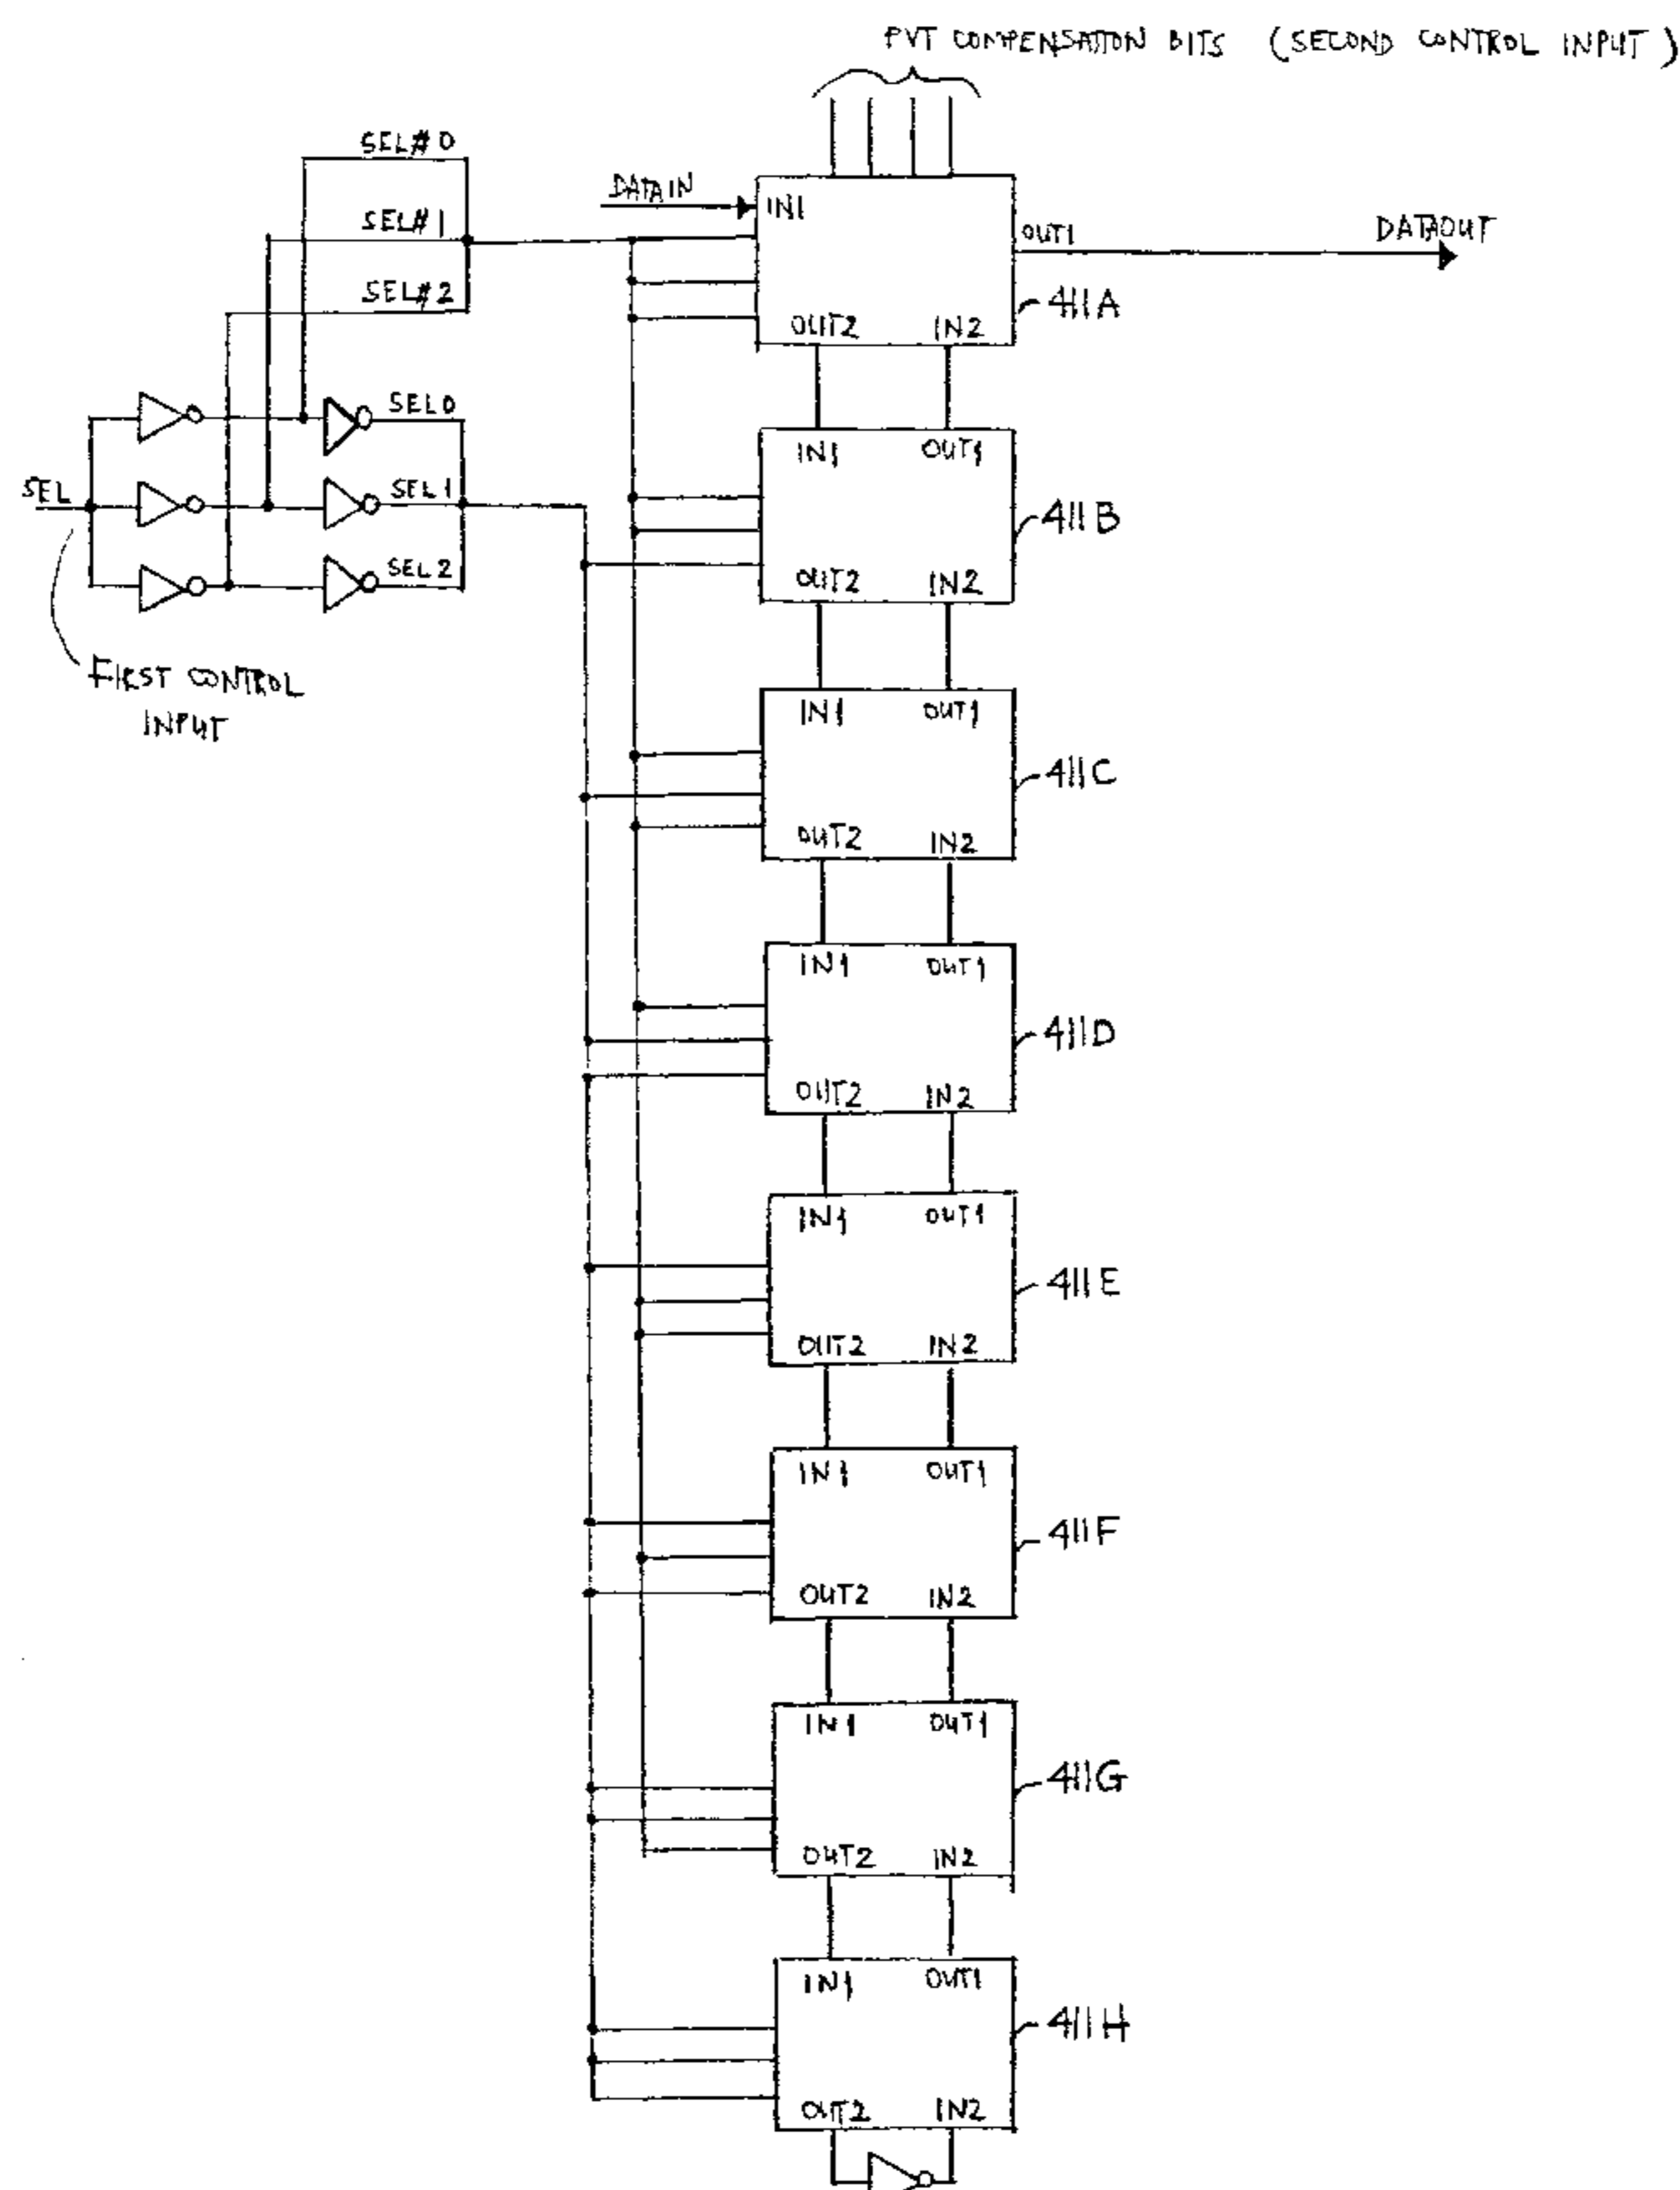 PVT COMPENSATION BITS (SECOND CONTROL INPUT)
SEL#0
SEL#1
SEL#2
DATAIN
IN1
OUT1
DATAOUT
OUT2 IN2
411A
SEL
SEL0
SEL1
SEL2
FIRST CONTROL
INPUT
IN1 OUT1
411B
OUT2 IN2
IN1 OUT1
411C
OUT2 IN2
IN1 OUT1
411D
OUT2 IN2
IN1 OUT1
411E
OUT2 IN2
IN1 OUT1
411F
OUT2 IN2
IN1 OUT1
411G
OUT2 IN2
IN1 OUT1
411H
OUT2 IN2